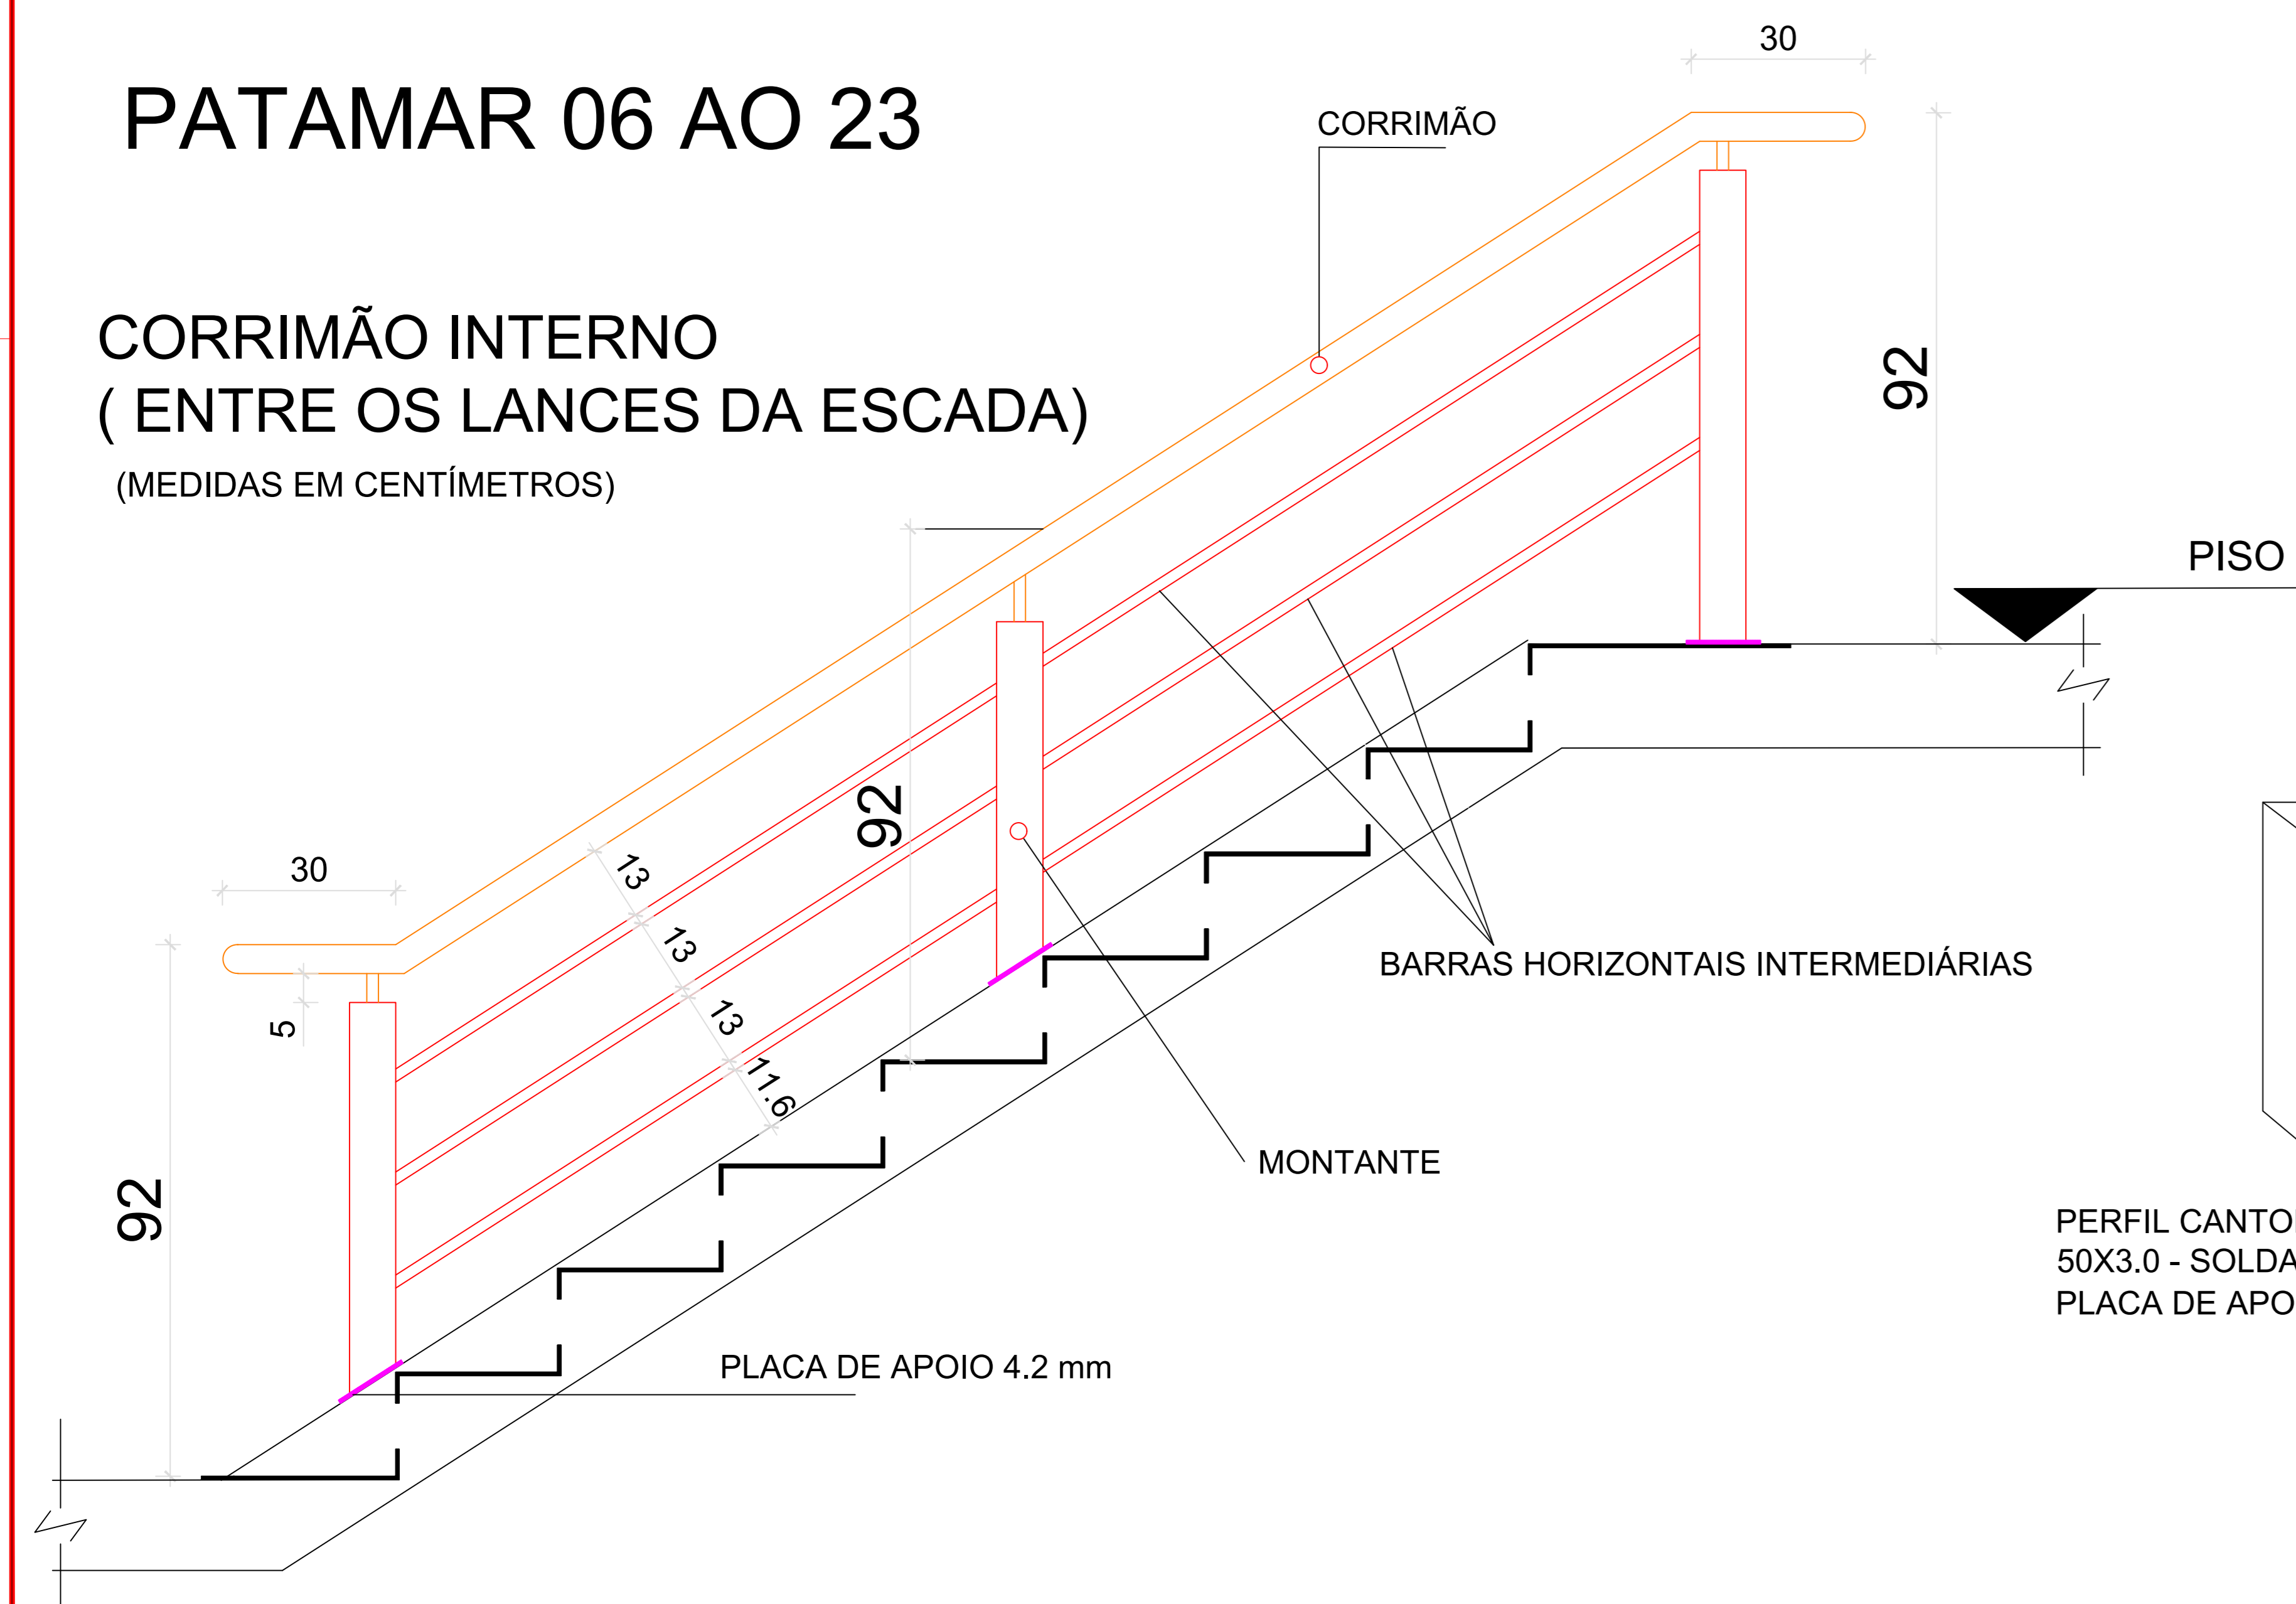 30
PATAMAR 06 AO 23
CORRIMÃO
CORRIMÃO INTERNO
( ENTRE OS LANCES DA ESCADA)
(MEDIDAS EM CENTÍMETROS)
92
PISO
92
30
13
13
13
11.6
5
BARRAS HORIZONTAIS INTERMEDIÁRIAS
MONTANTE
92
PERFIL CANTO
50X3.0 - SOLDA
PLACA DE APO
PLACA DE APOIO 4.2 mm